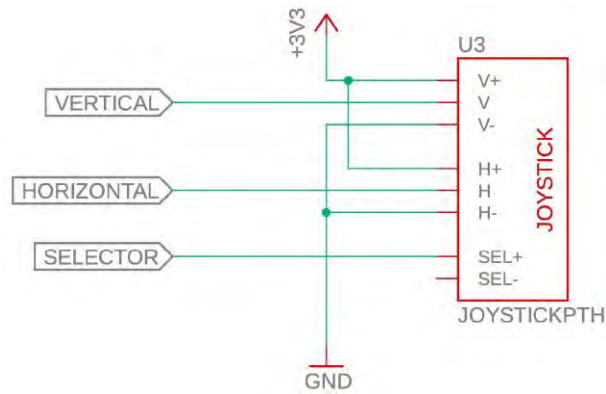 +3V3
U3
V+
VERTICAL
V
V-
H+
JOYSTICK
HORIZONTAL
H
H-
SELECTOR
SEL+
SEL-
JOYSTICKPTH
GND